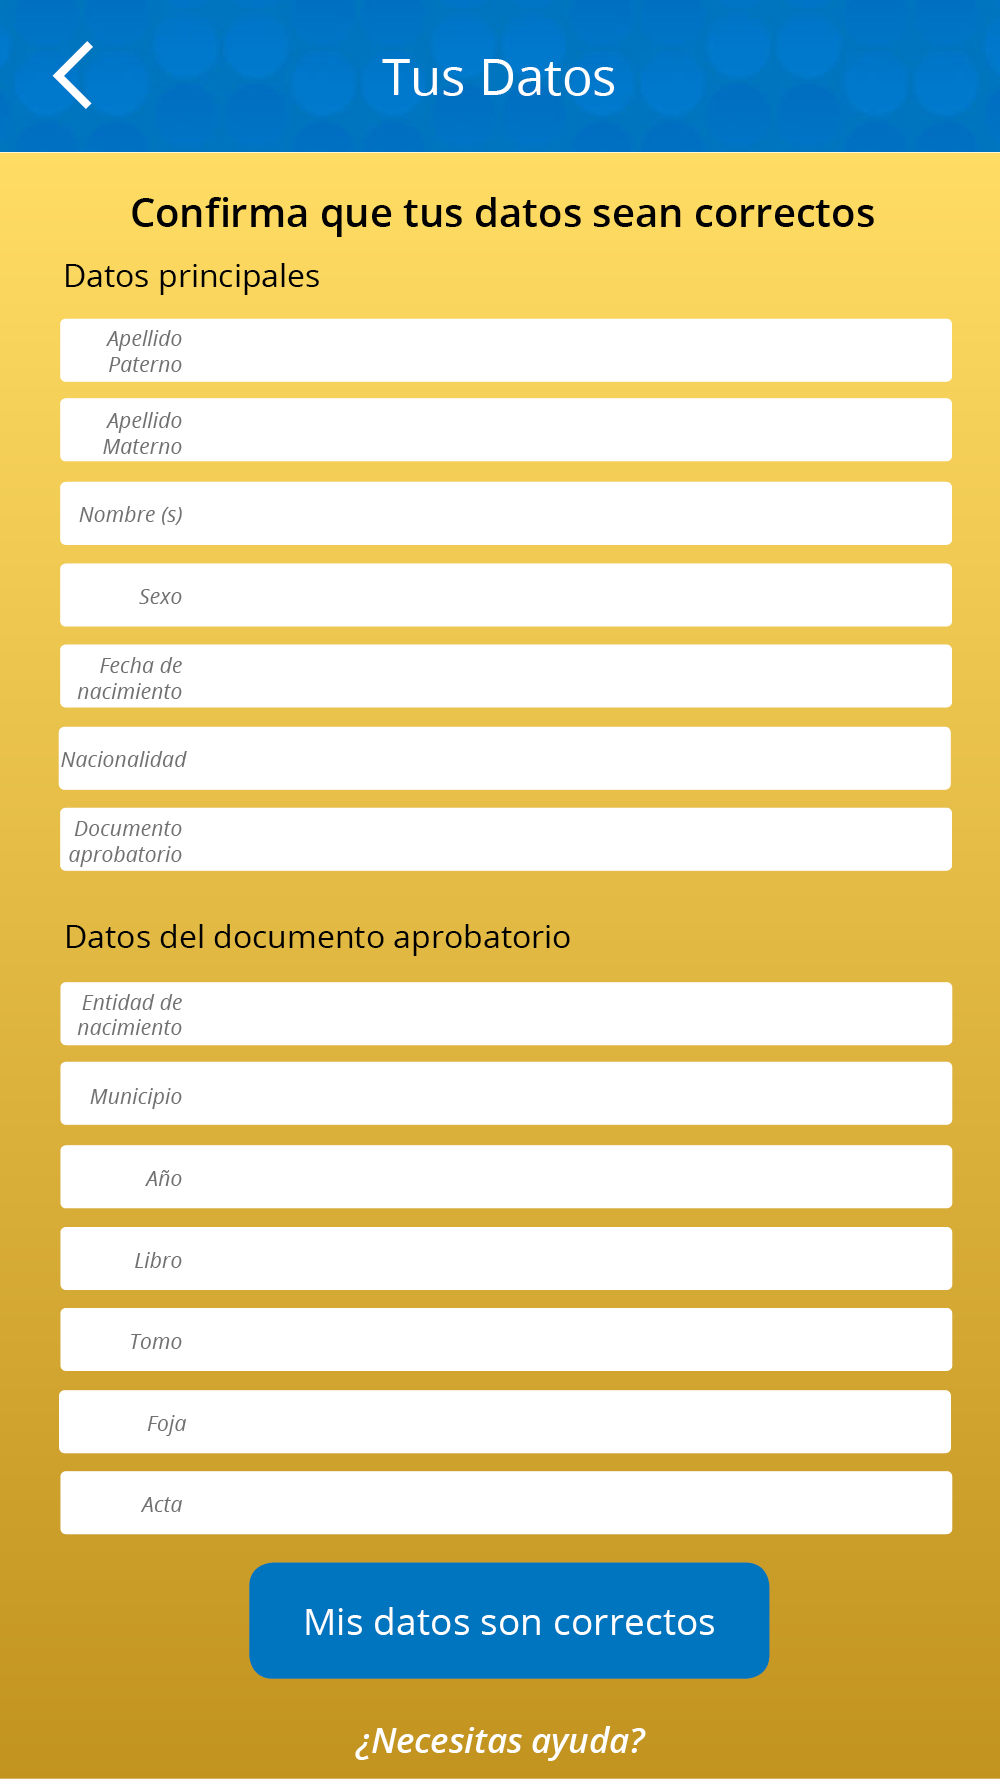 Tus Datos
Confirma que tus datos sean correctos
Datos principales
Apellido
Paterno
Apellido
Materno
Nombre (s)
Sexo
Fecha de
nacimiento
Nacionalidad
Documento
aprobatorio
Datos del documento aprobatorio
Entidad de
nacimiento
Municipio
Año
Libro
Tomo
Foja
Acta
Mis datos son correctos
¿Necesitas ayuda?